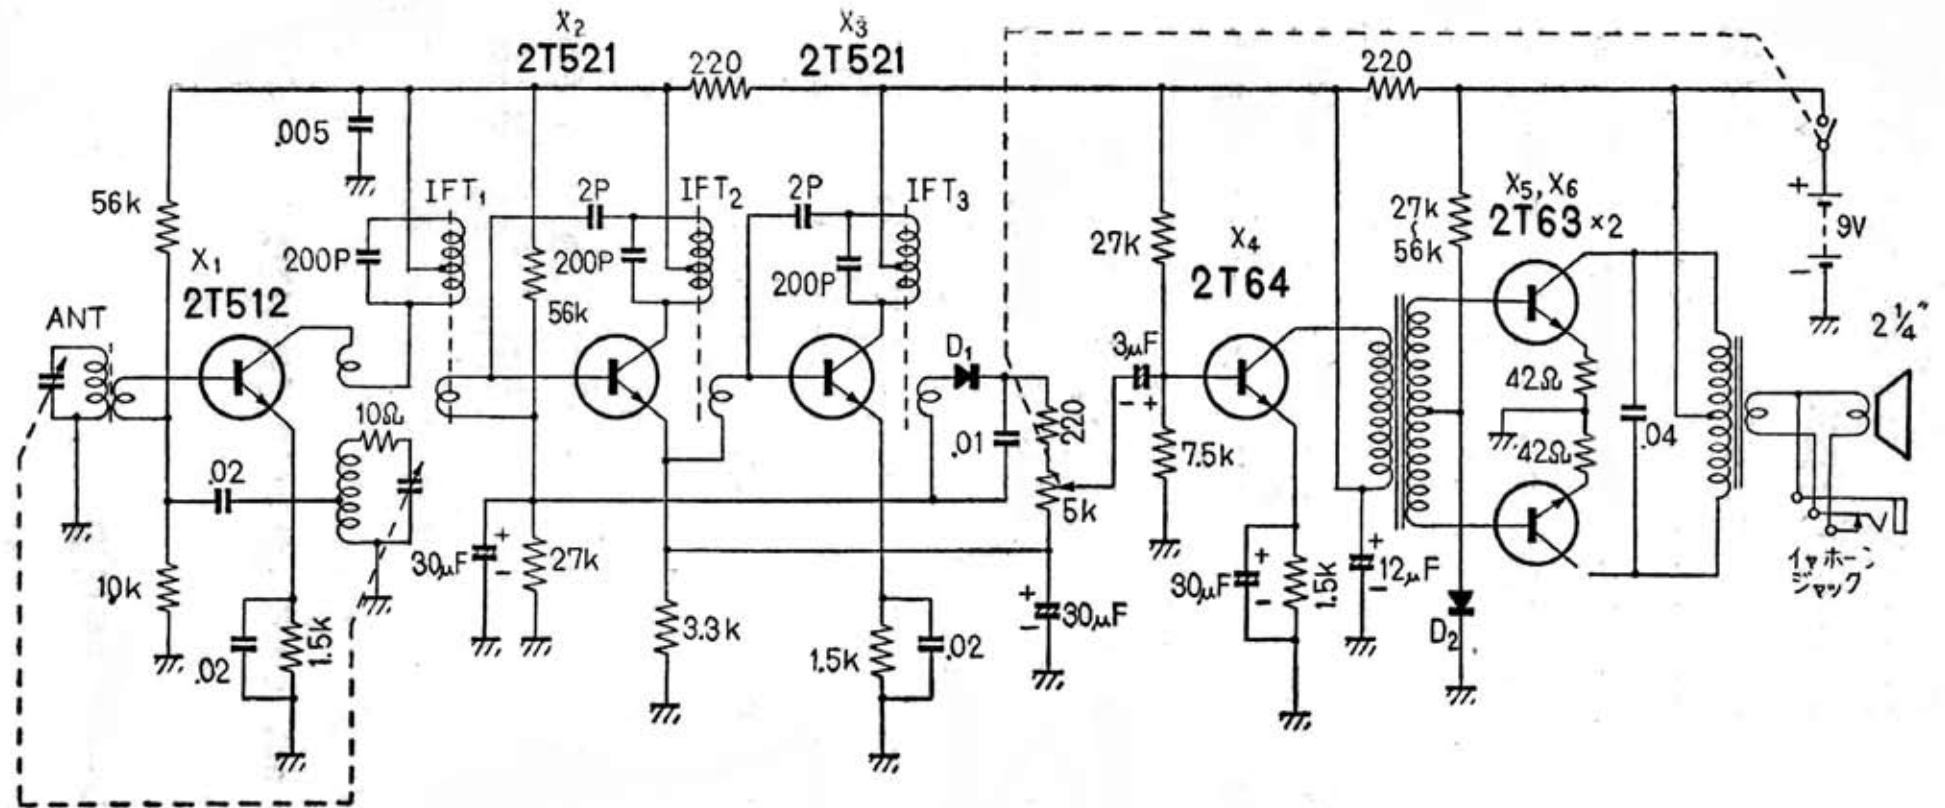 X₂
2T521
220
X₃
2T521
220
.005
56k
IFT₁
2P
IFT₂
2P
IFT₃
200P
200P
200P
56k
27k
X₁
2T512
ANT
X₄
2T64
27k
56k
X₅, X₆
2T63×2
+
9V
-
2¼"
D₁
3μF
- +
10Ω
220
.01
7.5k
42Ω
42Ω
.04
.02
5k
10k
30μF
+
-
27k
.02
1.5k
3.3k
1.5k
.02
+
-
30μF
30μF
+
-
1.5k
+
-
12μF
D₂
イヤホーン
ジャック